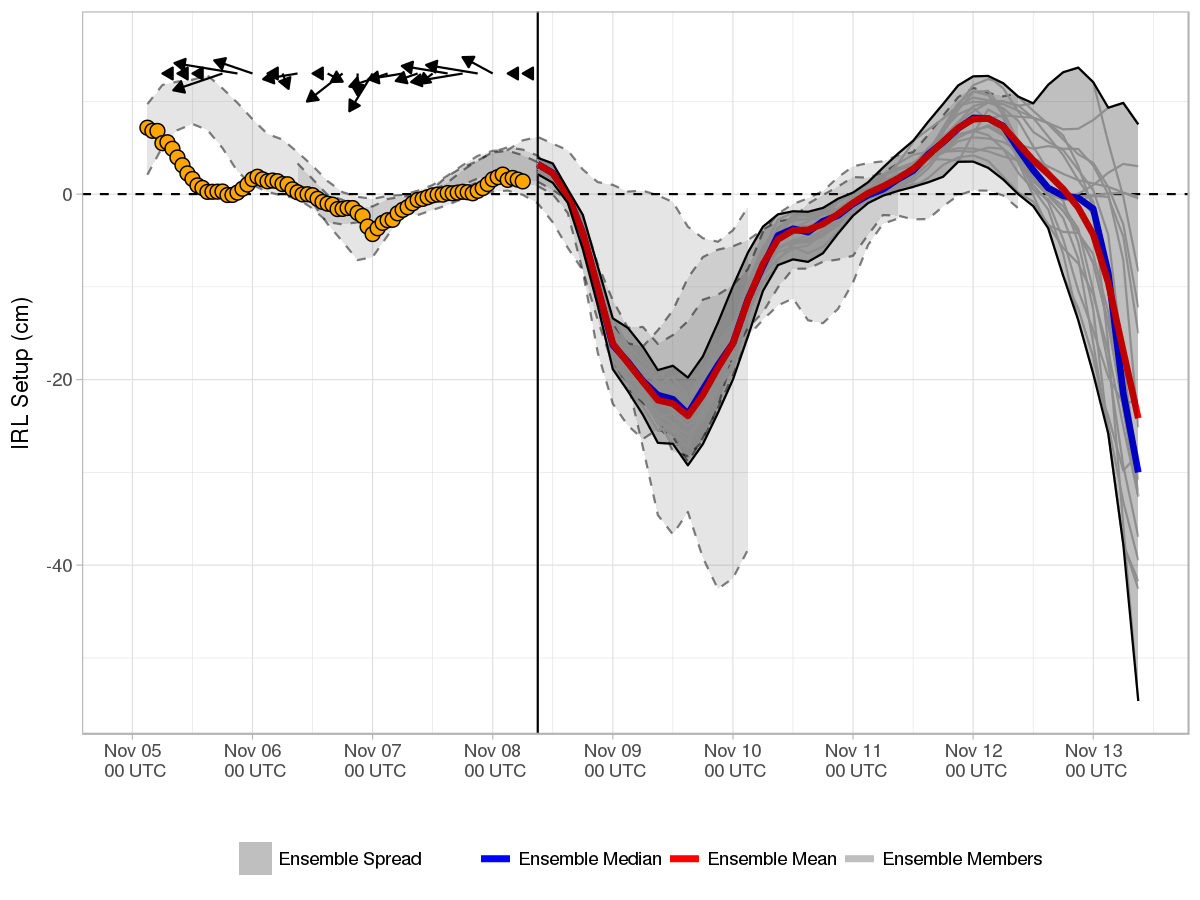 IRL Setup (cm)
0
-20
-40
Nov 05 Nov 06 Nov 07 Nov 08 Nov 09 Nov 10 Nov 11 Nov 12 Nov 13
00 UTC 00 UTC 00 UTC 00 UTC 00 UTC 00 UTC 00 UTC 00 UTC 00 UTC
Ensemble Spread Ensemble Median Ensemble Mean Ensemble Members